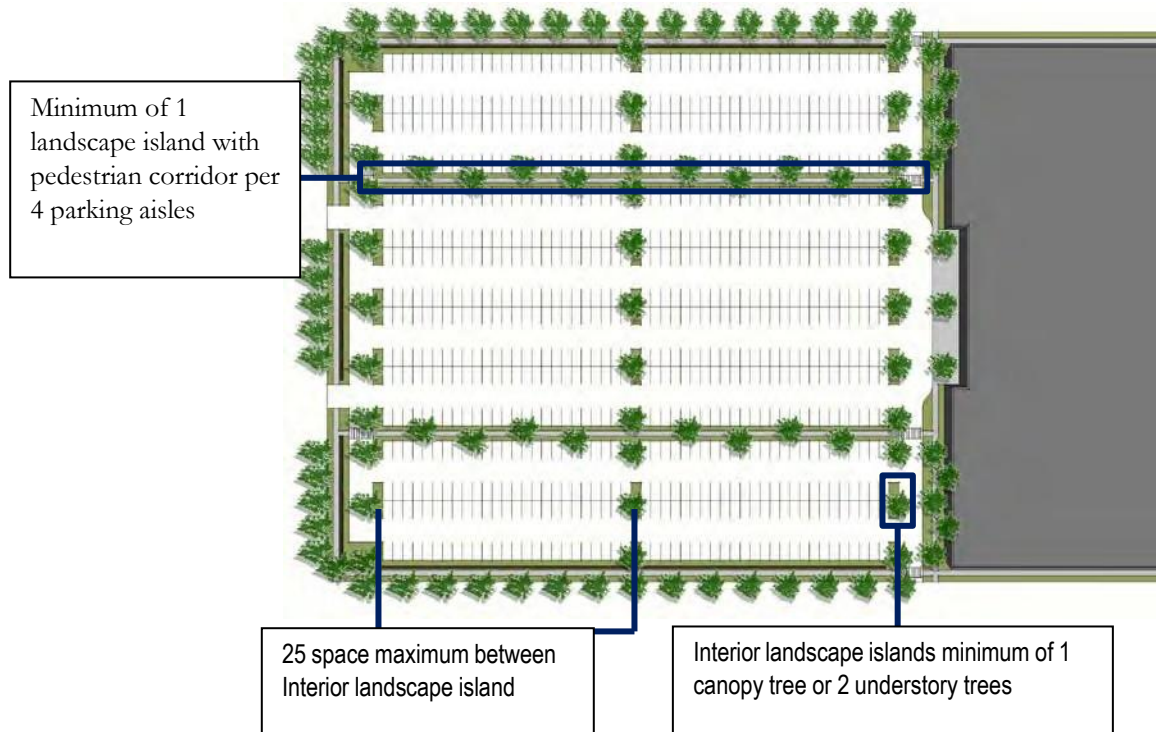 Minimum of 1
landscape island with
pedestrian corridor per
4 parking aisles
25 space maximum between
Interior landscape island
Interior landscape islands minimum of 1
canopy tree or 2 understory trees